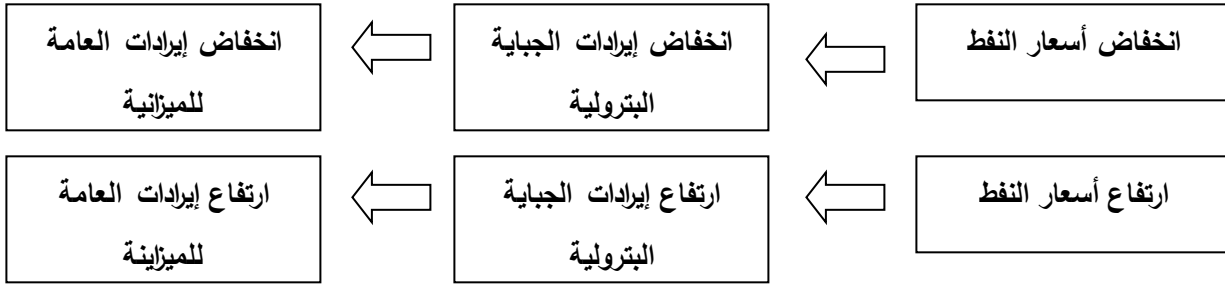 انخفاض أسعار النفط
انخفاض إيرادات الجباية
البترولية
انخفاض إيرادات العامة
للميزانية
ارتفاع أسعار النفط
ارتفاع إيرادات الجباية
البترولية
ارتفاع إيرادات العامة
للميزاينة